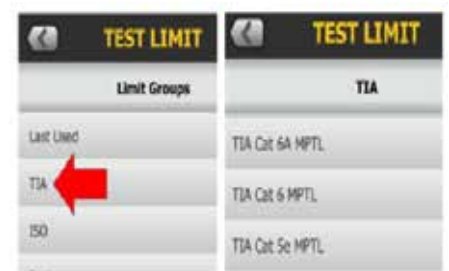 TEST LIMIT
Limit Groups
Last Used
TIA
ISO
TEST LIMIT
TIA
TIA Cat 6A MPTL
TIA Cat 6 MPTL
TIA Cat 5e MPTL